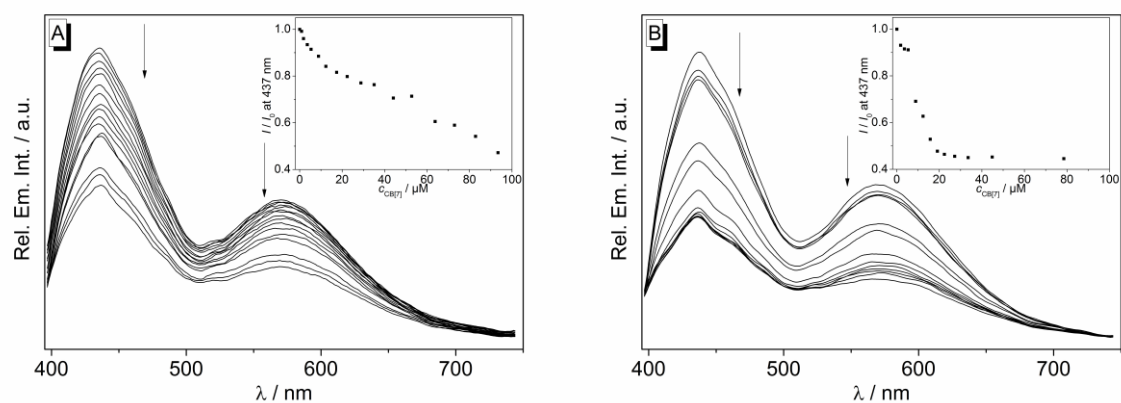 A
Rel. Em. Int. / a.u.
400 500 600 700
λ / nm
I / I0 at 437 nm
1.0
0.8
0.6
0.4
0 20 40 60 80 100
cCB[7] / µM
B
Rel. Em. Int. / a.u.
400 500 600 700
λ / nm
I / I0 at 437 nm
1.0
0.8
0.6
0.4
0 20 40 60 80 100
cCB[7] / µM